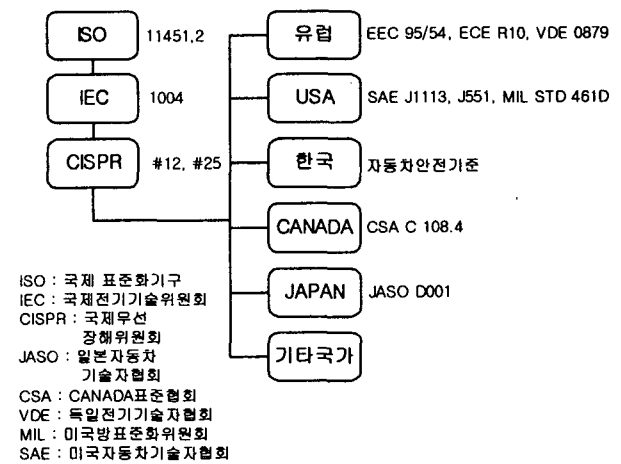 ISO 11451,2
IEC 1004
CISPR #12, #25
유럽 EEC 95/54, ECE R10, VDE 0879
USA SAE J1113, J551, MIL STD 461D
한국 자동차안전기준
CANADA CSA C 108.4
JAPAN JASO D001
기타국가
ISO : 국제 표준화기구
IEC : 국제전기기술위원회
CISPR : 국제무선
장해위원회
JASO : 일본자동차
기술자협회
CSA : CANADA표준협회
VDE : 독일전기기술자협회
MIL : 미국방표준화위원회
SAE : 미국자동차기술자협회